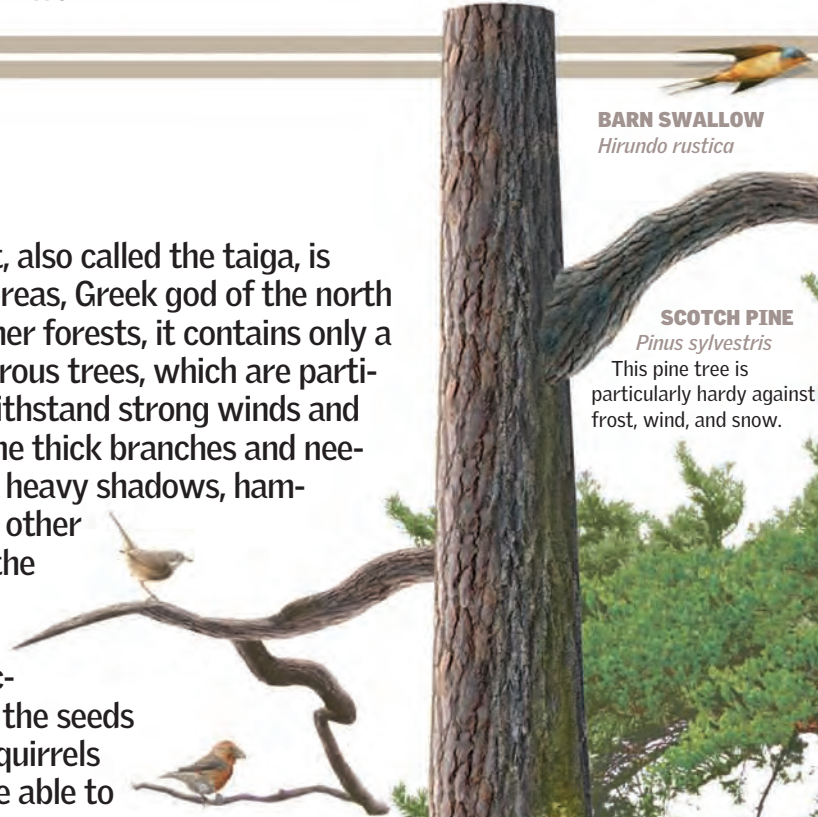 BARN SWALLOW
Hirundo rustica
t, also called the taiga, is
reas, Greek god of the north
ner forests, it contains only a
rous trees, which are parti-
ithstand strong winds and
ne thick branches and nee-
heavy shadows, ham-
other
the
c-
the seeds
quirrels
e able to
SCOTCH PINE
Pinus sylvestris
This pine tree is
particularly hardy against
frost, wind, and snow.